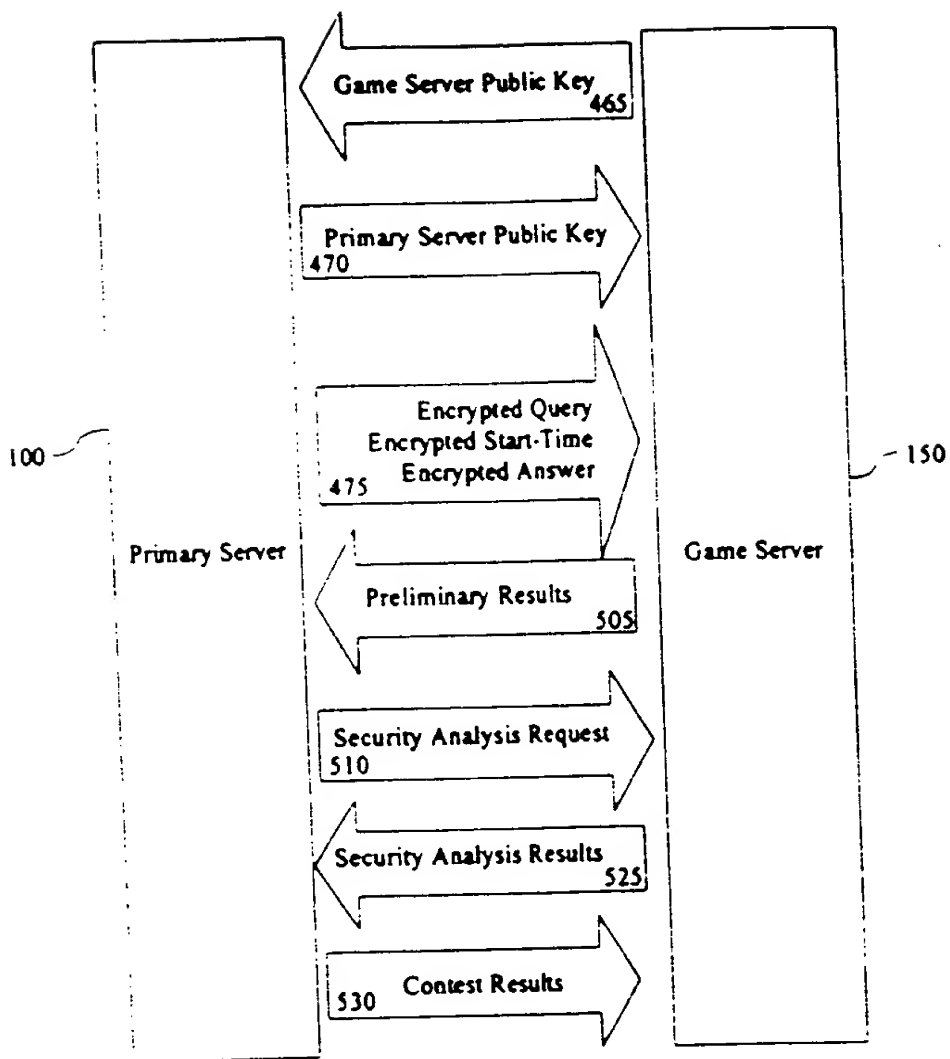 Game Server Public Key
465
Primary Server Public Key
470
Encrypted Query
Encrypted Start-Time
Encrypted Answer
475
100
150
Primary Server
Game Server
Preliminary Results
505
Security Analysis Request
510
Security Analysis Results
525
530 Contest Results